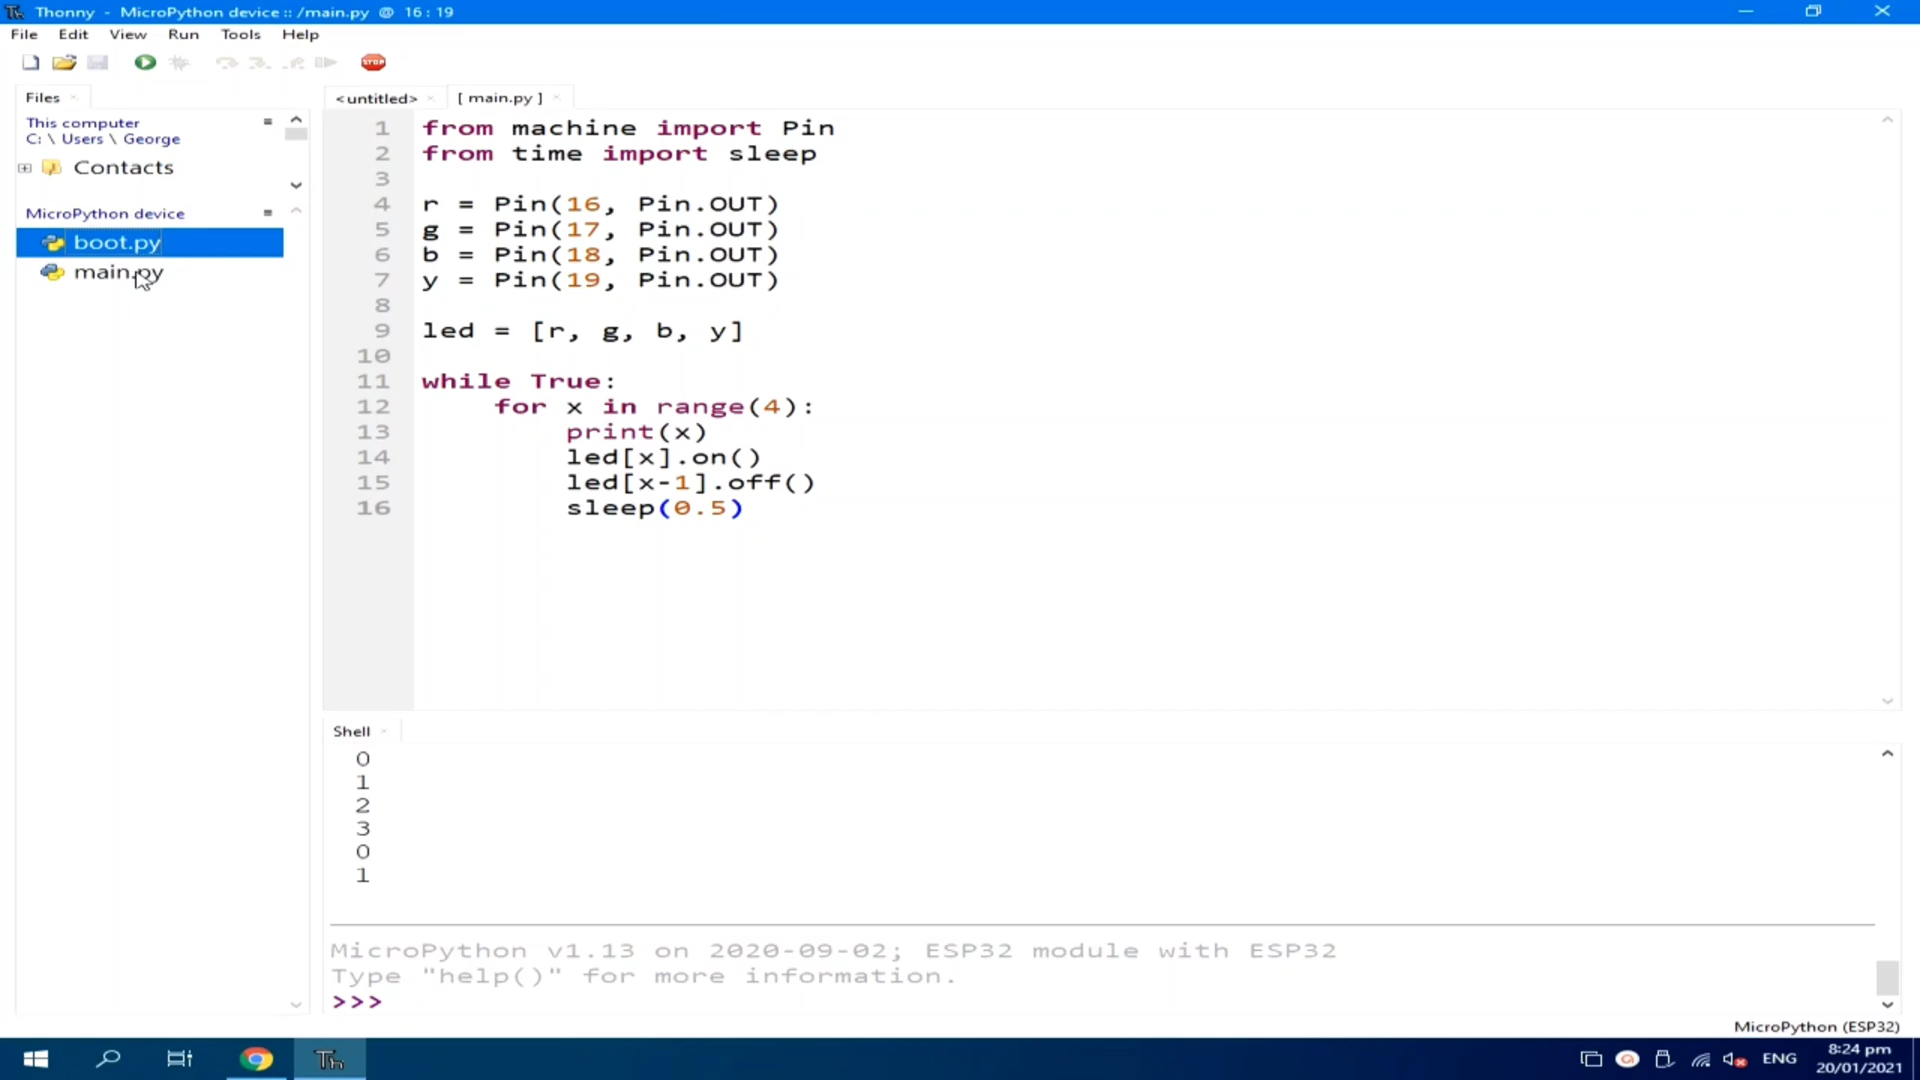 Th Thonny - MicroPython device :: /main.py @ 16 : 19
File Edit View Run Tools Help
STOP
Files
<untitled> [ main.py ]
This computer
C: \ Users \ George
Contacts
MicroPython device
boot.py
main.py
1 from machine import Pin
2 from time import sleep
3
4 r = Pin(16, Pin.OUT)
5 g = Pin(17, Pin.OUT)
6 b = Pin(18, Pin.OUT)
7 y = Pin(19, Pin.OUT)
8
9 led = [r, g, b, y]
10
11 while True:
12 for x in range(4):
13 print(x)
14 led[x].on()
15 led[x-1].off()
16 sleep(0.5)
Shell
0
1
2
3
0
1
MicroPython v1.13 on 2020-09-02; ESP32 module with ESP32
Type "help()" for more information.
>>>
MicroPython (ESP32)
Th
ENG
8:24 pm
20/01/2021